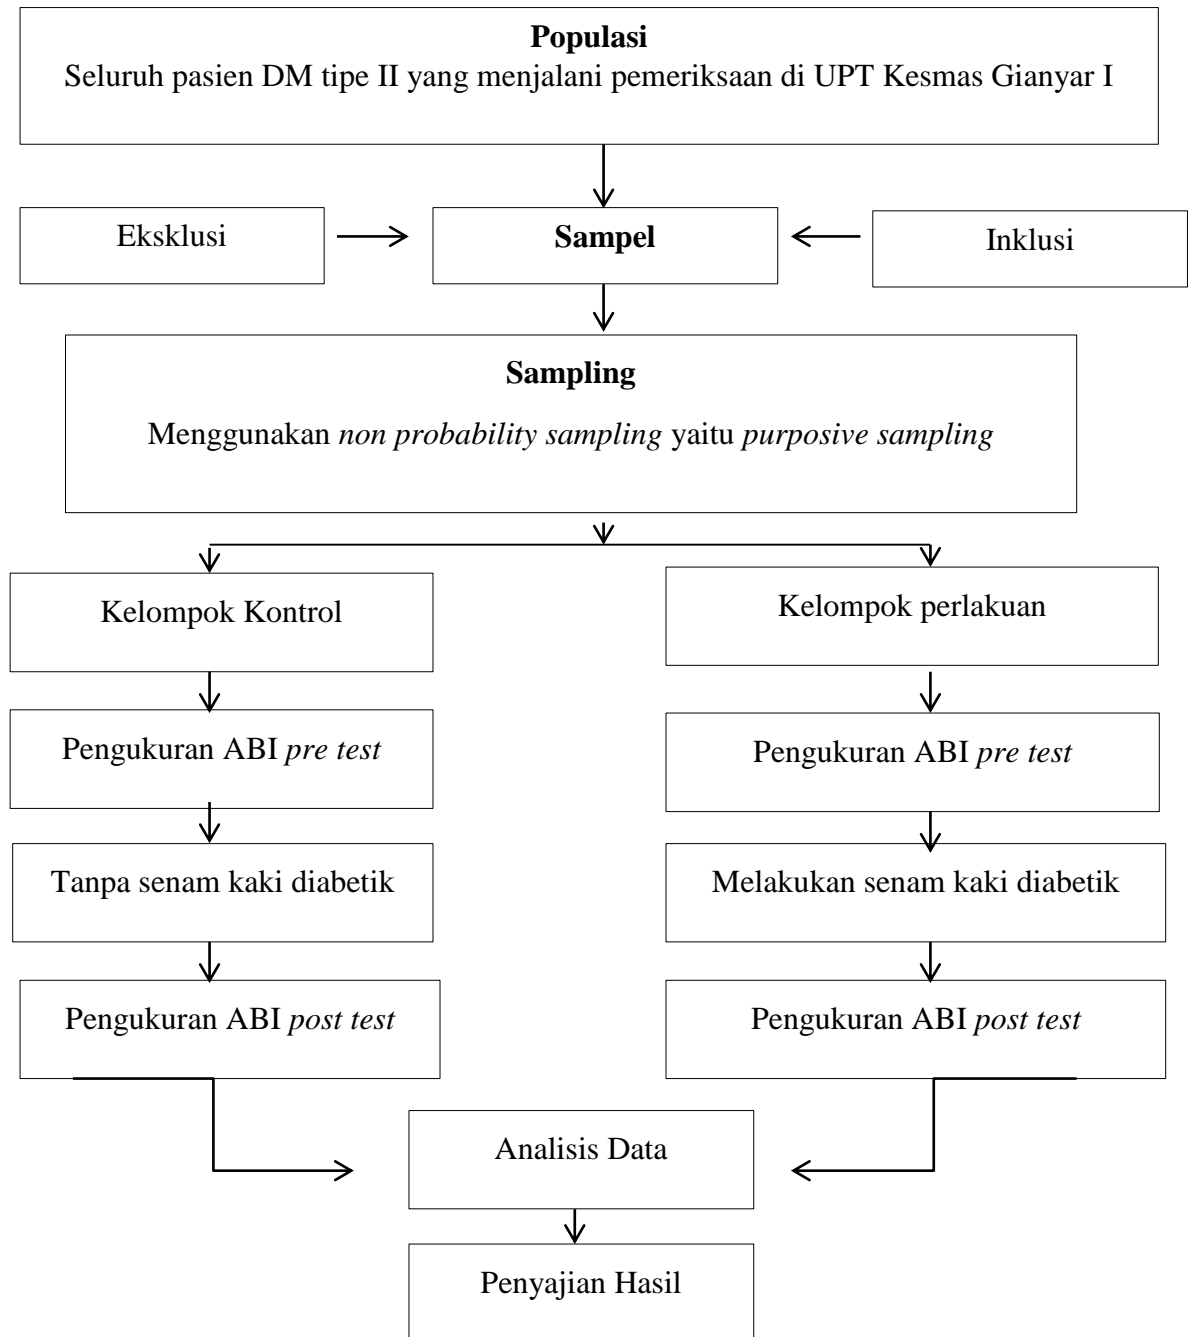 Populasi
Seluruh pasien DM tipe II yang menjalani pemeriksaan di UPT Kesmas Gianyar I
Eksklusi
Sampel
Inklusi
Sampling
Menggunakan non probability sampling yaitu purposive sampling
Kelompok Kontrol
Kelompok perlakuan
Pengukuran ABI pre test
Pengukuran ABI pre test
Tanpa senam kaki diabetik
Melakukan senam kaki diabetik
Pengukuran ABI post test
Pengukuran ABI post test
Analisis Data
Penyajian Hasil